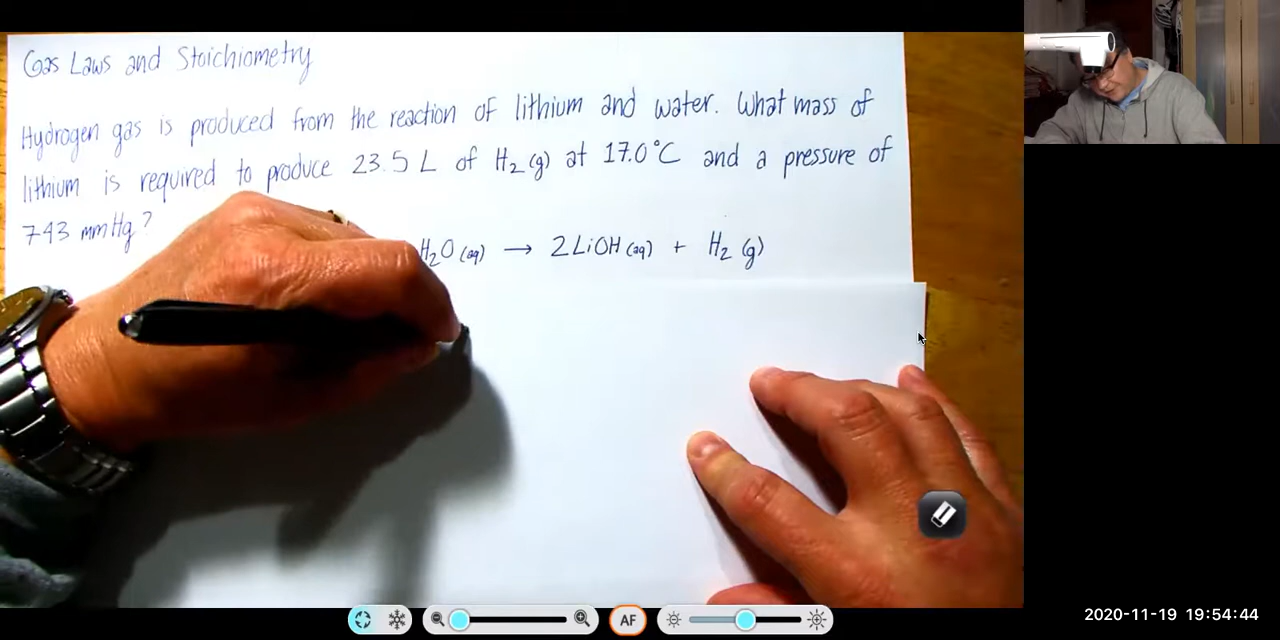 Gas Laws and Stoichiometry
Hydrogen gas is produced from the reaction of lithium and water. What mass of
lithium is required to produce 23.5 L of H₂(g) at 17.0°C and a pressure of
743 mmHg?
H₂O(aq) → 2LiOH(aq) + H₂(g)
AF
2020-11-19 19:54:44